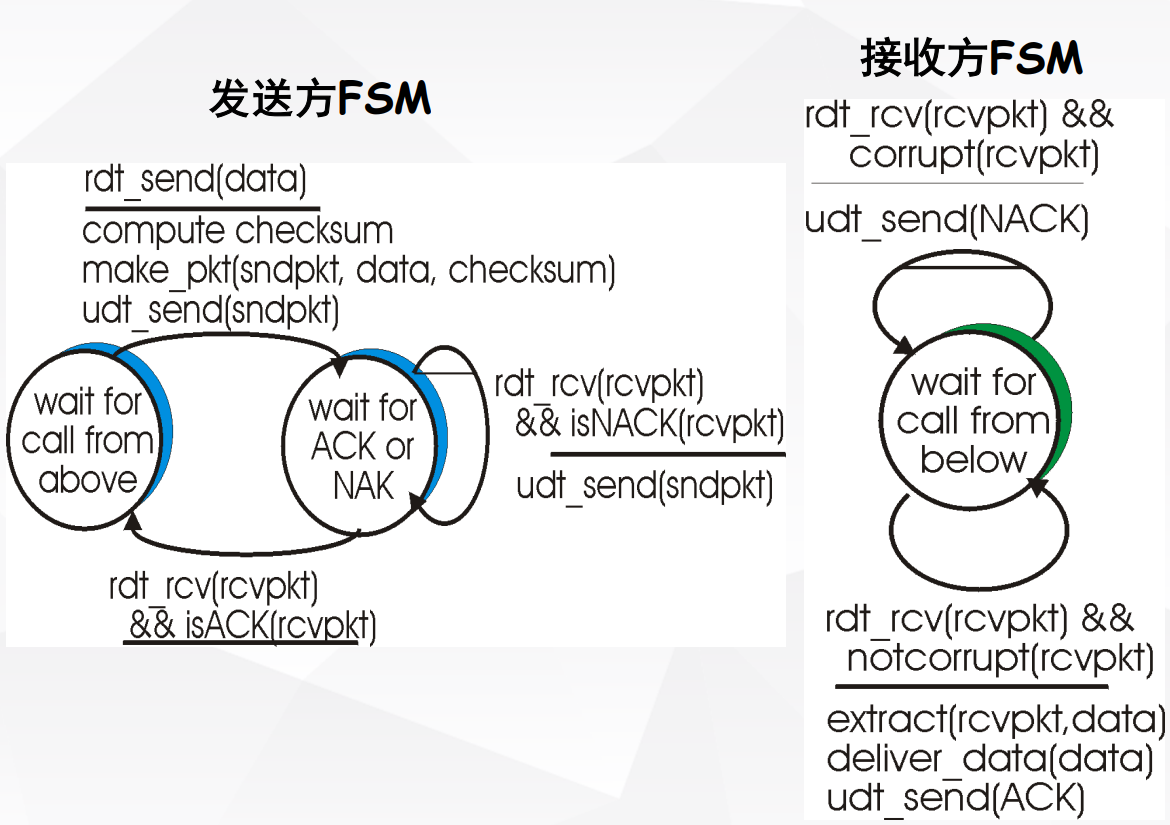 发送方FSM
rdt_send(data)
compute checksum
make_pkt(sndpkt, data, checksum)
udt_send(sndpkt)
wait for
call from
above
wait for
ACK or
NAK
rdt_rcv(rcvpkt)
&& isNACK(rcvpkt)
udt_send(sndpkt)
rdt_rcv(rcvpkt)
&& isACK(rcvpkt)
接收方FSM
rdt_rcv(rcvpkt) &&
corrupt(rcvpkt)
udt_send(NACK)
wait for
call from
below
rdt_rcv(rcvpkt) &&
notcorrupt(rcvpkt)
extract(rcvpkt,data)
deliver_data(data)
udt_send(ACK)